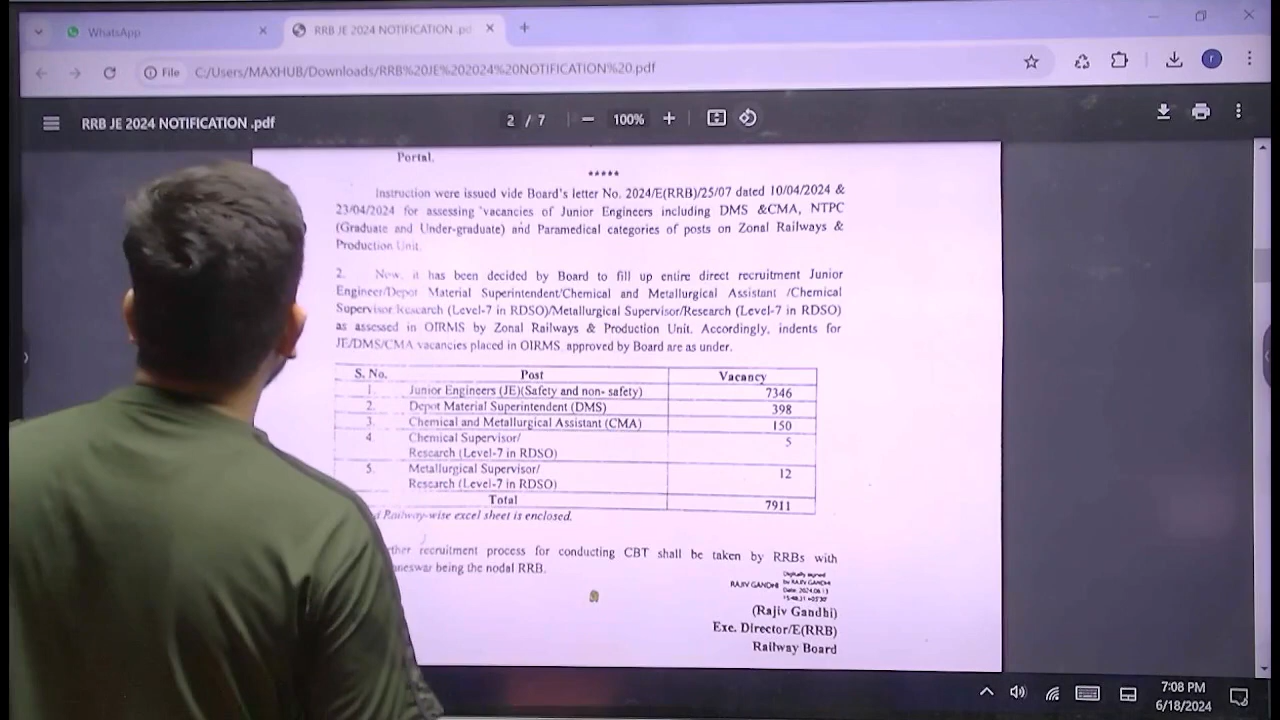 WhatsApp
RRB JE 2024 NOTIFICATION .pd
File C:/Users/MAXHUB/Downloads/RRB%20JE%202024%20NOTIFICATION%20.pdf
r
RRB JE 2024 NOTIFICATION .pdf 2 / 7 100%
Portal.
*****
Instruction were issued vide Board's letter No. 2024/E(RRB)/25/07 dated 10/04/2024 &
23/04/2024 for assessing vacancies of Junior Engineers including DMS &CMA, NTPC
(Graduate and Under-graduate) and Paramedical categories of posts on Zonal Railways &
Production Unit.
2. Now, it has been decided by Board to fill up entire direct recruitment Junior
Engineer/Depot Material Superintendent/Chemical and Metallurgical Assistant /Chemical
Supervisor Research (Level-7 in RDSO)/Metallurgical Supervisor/Research (Level-7 in RDSO)
as assessed in OIRMS by Zonal Railways & Production Unit. Accordingly, indents for
JE/DMS/CMA vacancies placed in OIRMS approved by Board are as under.
S. No. Post Vacancy
1. Junior Engineers (JE)(Safety and non- safety) 7346
2. Depot Material Superintendent (DMS) 398
3. Chemical and Metallurgical Assistant (CMA) 150
4. Chemical Supervisor/ 5
Research (Level-7 in RDSO)
5. Metallurgical Supervisor/ 12
Research (Level-7 in RDSO)
Total 7911
Railway-wise excel sheet is enclosed.
ther recruitment process for conducting CBT shall be taken by RRBs with
neswar being the nodal RRB.
RAJIV GANDHI
Digitally signed
by RAJIV GANDHI
(Rajiv Gandhi)
Exe. Director/E(RRB)
Railway Board
7:08 PM
6/18/2024